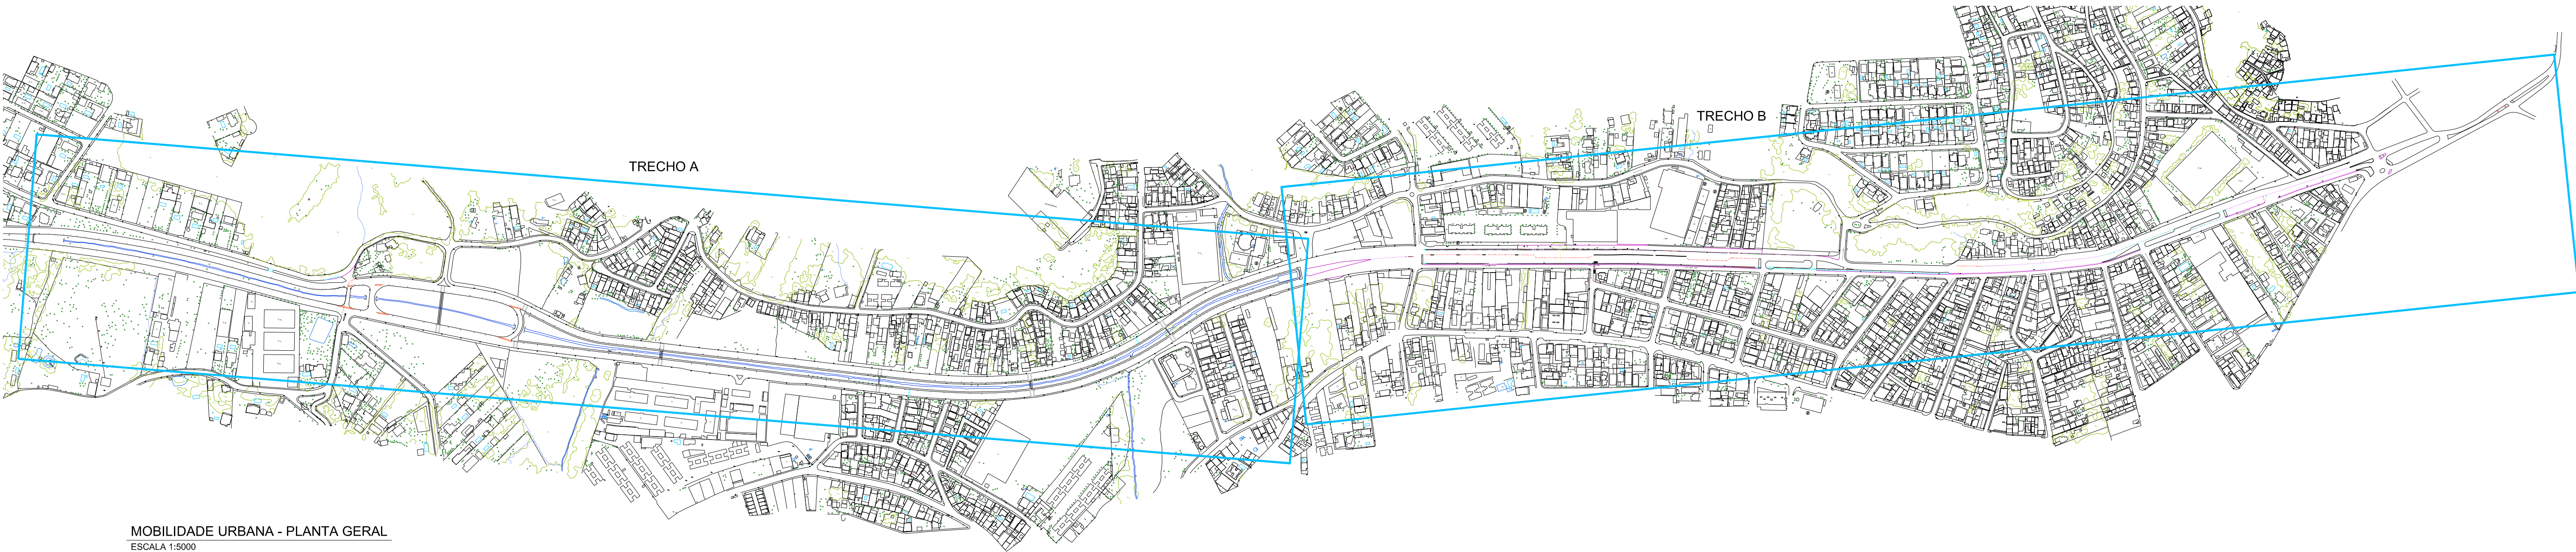 TRECHO B
TRECHO A
MOBILIDADE URBANA - PLANTA GERAL
ESCALA 1:5000